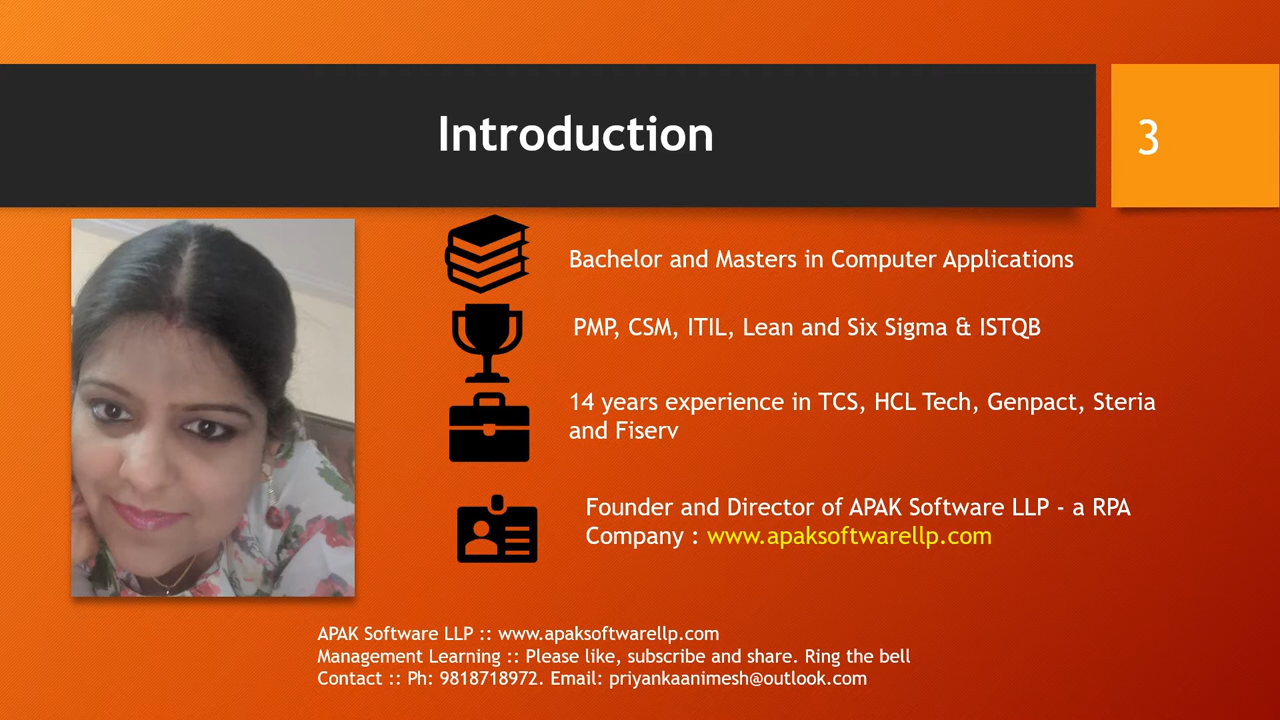 Introduction
3
Bachelor and Masters in Computer Applications
PMP, CSM, ITIL, Lean and Six Sigma & ISTQB
14 years experience in TCS, HCL Tech, Genpact, Steria
and Fiserv
Founder and Director of APAK Software LLP - a RPA
Company : www.apaksoftwarellp.com
APAK Software LLP :: www.apaksoftwarellp.com
Management Learning :: Please like, subscribe and share. Ring the bell
Contact :: Ph: 9818718972. Email: priyankaanimesh@outlook.com